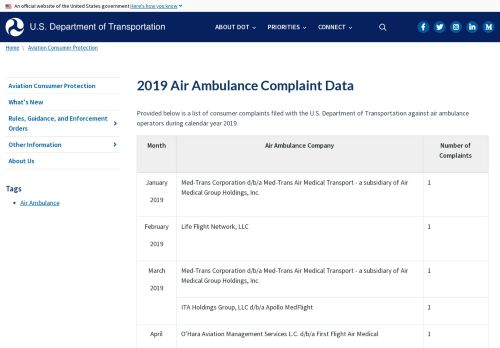 An official website of the United States government Here's how you know
U.S. Department of Transportation
ABOUT DOT
PRIORITIES
CONNECT
Home \ Aviation Consumer Protection
Aviation Consumer Protection
What's New
Rules, Guidance, and Enforcement
Orders
Other Information
About Us
Tags
Air Ambulance
2019 Air Ambulance Complaint Data
Provided below is a list of consumer complaints filed with the U.S. Department of Transportation against air ambulance
operators during calendar year 2019.
Month Air Ambulance Company Number of
Complaints
January Med-Trans Corporation d/b/a Med-Trans Air Medical Transport - a subsidiary of Air 1
2019 Medical Group Holdings, Inc.
February Life Flight Network, LLC 1
2019
March Med-Trans Corporation d/b/a Med-Trans Air Medical Transport - a subsidiary of Air 1
2019 Medical Group Holdings, Inc.
ITA Holdings Group, LLC d/b/a Apollo MedFlight 1
April O'Hara Aviation Management Services L.C. d/b/a First Flight Air Medical 1